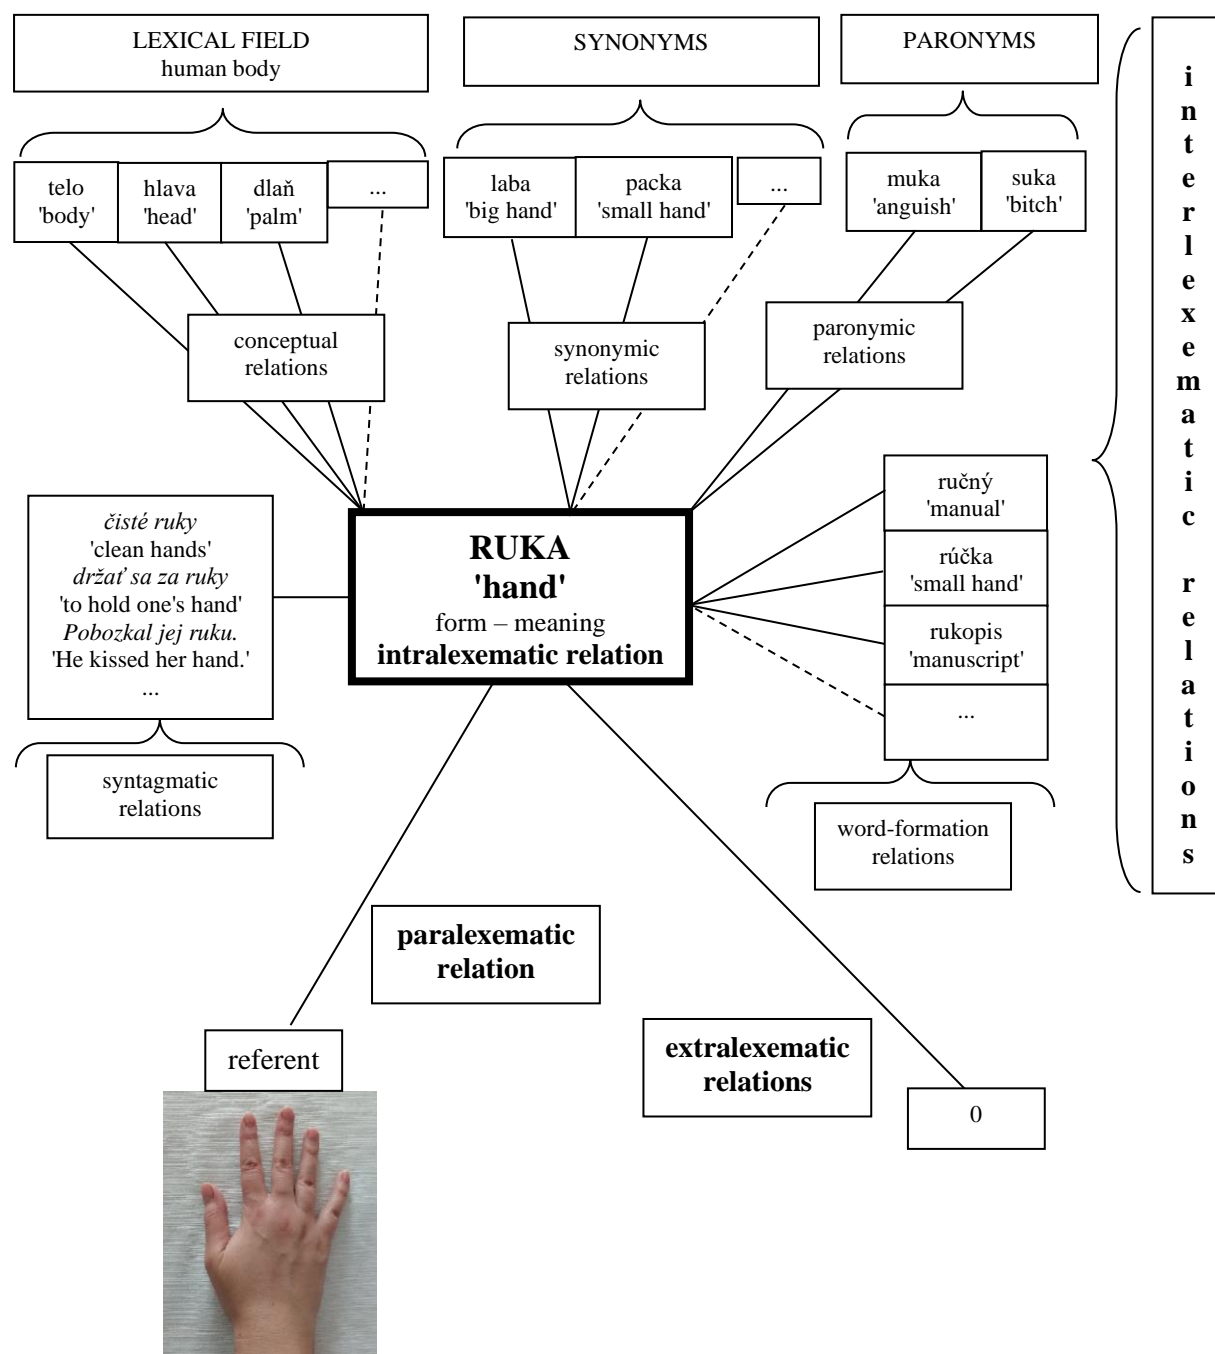 LEXICAL FIELD
human body
SYNONYMS
PARONYMS
telo
'body'
hlava
'head'
dlaň
'palm'
...
laba
'big hand'
packa
'small hand'
...
muka
'anguish'
suka
'bitch'
conceptual
relations
synonymic
relations
paronymic
relations
interlexematic relations
čisté ruky
'clean hands'
držať sa za ruky
'to hold one's hand'
Pobozkal jej ruku.
'He kissed her hand.'
...
syntagmatic
relations
RUKA
'hand'
form – meaning
intralexematic relation
ručný
'manual'
rúčka
'small hand'
rukopis
'manuscript'
...
word-formation
relations
paralexematic
relation
referent
extralexematic
relations
0